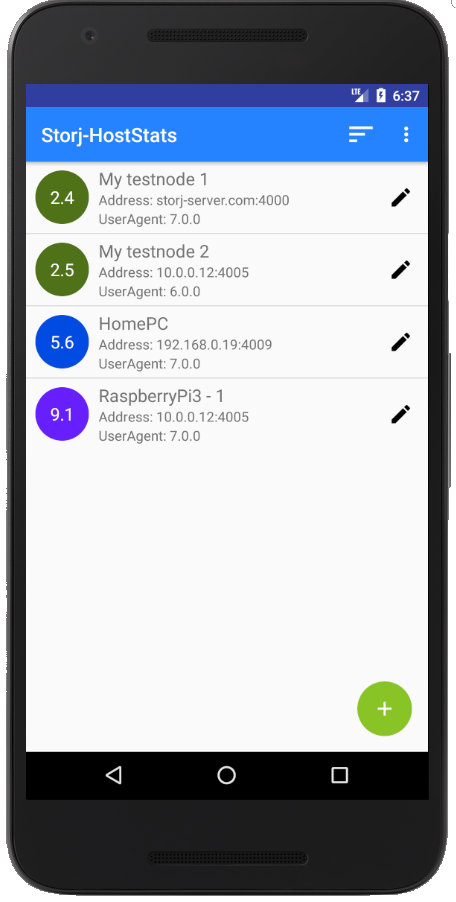 LTE 6:37
Storj-HostStats
My testnode 1
2.4
Address: storj-server.com:4000
UserAgent: 7.0.0
My testnode 2
2.5
Address: 10.0.0.12:4005
UserAgent: 6.0.0
HomePC
5.6
Address: 192.168.0.19:4009
UserAgent: 7.0.0
RaspberryPi3 - 1
9.1
Address: 10.0.0.12:4005
UserAgent: 7.0.0
+